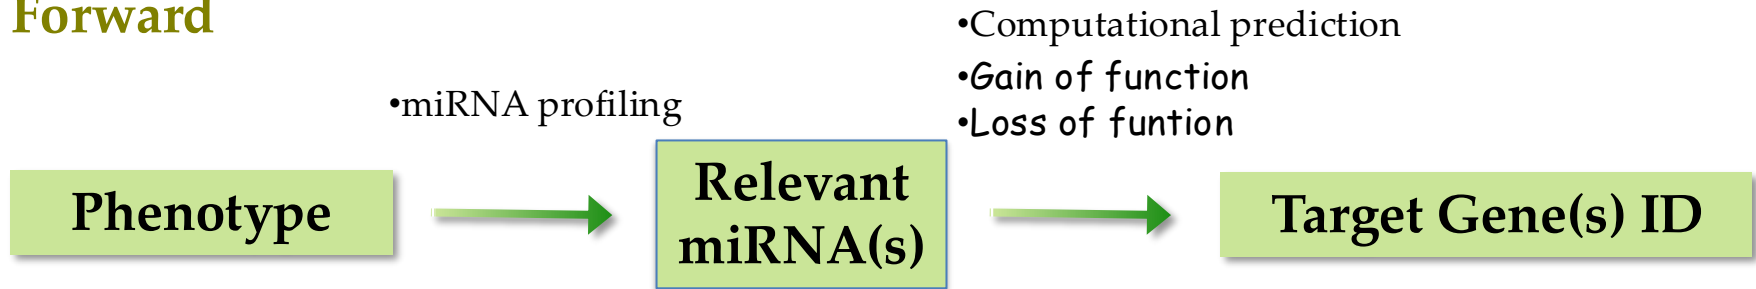 Forward
•Computational prediction
•Gain of function
•Loss of funtion
•miRNA profiling
Phenotype
Relevant
miRNA(s)
Target Gene(s) ID